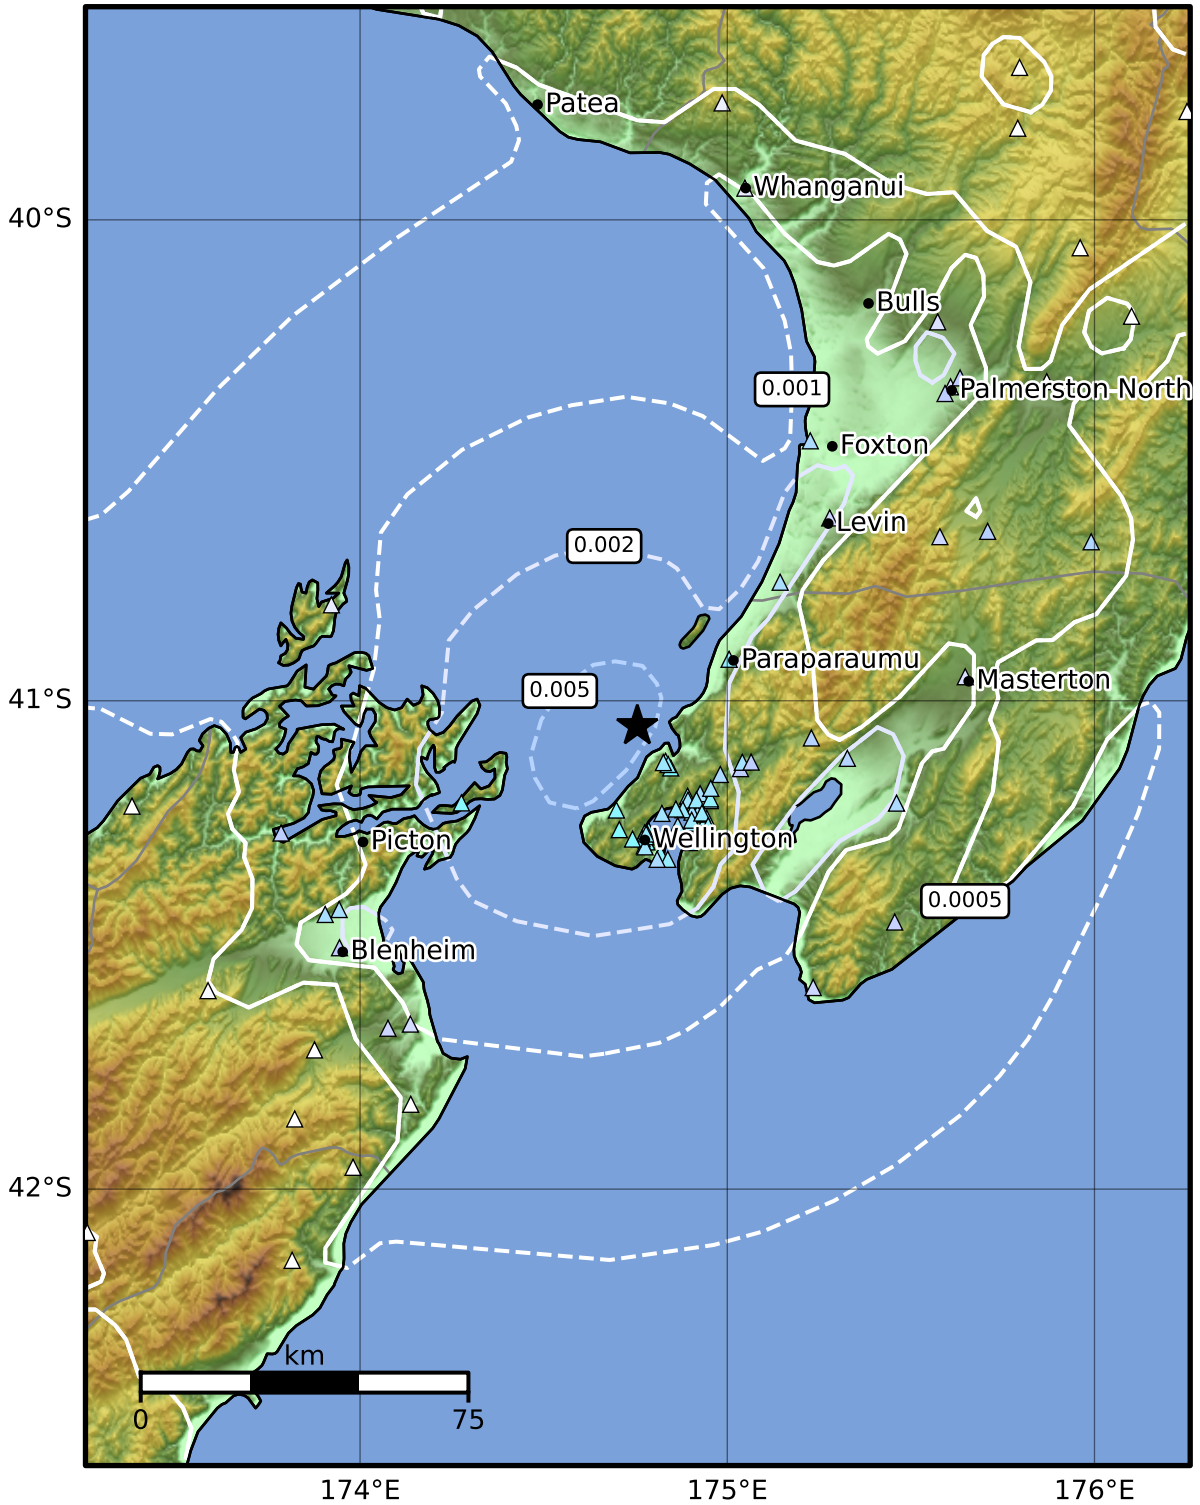 Patea
Whanganui
40°S
Bulls
0.001
Palmerston North
Foxton
Levin
0.002
Paraparaumu
Masterton
0.005
41°S
Wellington
Picton
0.0005
Blenheim
42°S
km
0
75
174°E
175°E
176°E